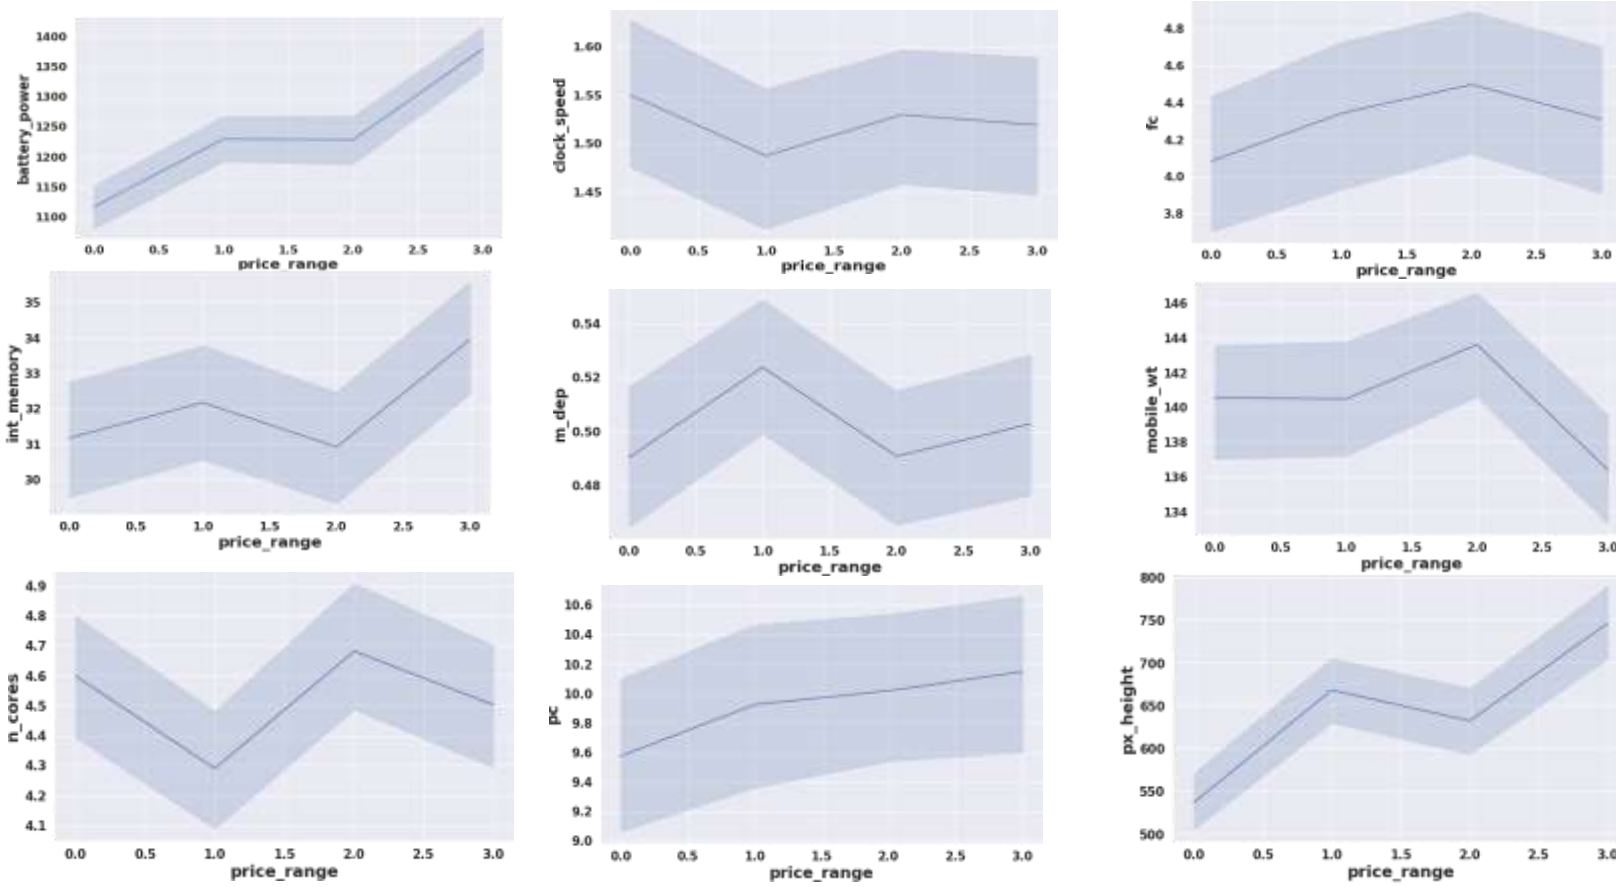 battery_power
1400
1350
1300
1250
1200
1150
1100
0.0 0.5 1.0 1.5 2.0 2.5 3.0
price_range
clock_speed
1.60
1.55
1.50
1.45
0.0 0.5 1.0 1.5 2.0 2.5 3.0
price_range
fc
4.8
4.6
4.4
4.2
4.0
3.8
0.0 0.5 1.0 1.5 2.0 2.5 3.0
price_range
int_memory
35
34
33
32
31
30
0.0 0.5 1.0 1.5 2.0 2.5 3.0
price_range
m_dep
0.54
0.52
0.50
0.48
0.0 0.5 1.0 1.5 2.0 2.5 3.0
price_range
mobile_wt
146
144
142
140
138
136
134
0.0 0.5 1.0 1.5 2.0 2.5 3.0
price_range
n_cores
4.9
4.8
4.7
4.6
4.5
4.4
4.3
4.2
4.1
0.0 0.5 1.0 1.5 2.0 2.5 3.0
price_range
pc
10.6
10.4
10.2
10.0
9.8
9.6
9.4
9.2
9.0
0.0 0.5 1.0 1.5 2.0 2.5 3.0
price_range
px_height
800
750
700
650
600
550
500
0.0 0.5 1.0 1.5 2.0 2.5 3.0
price_range